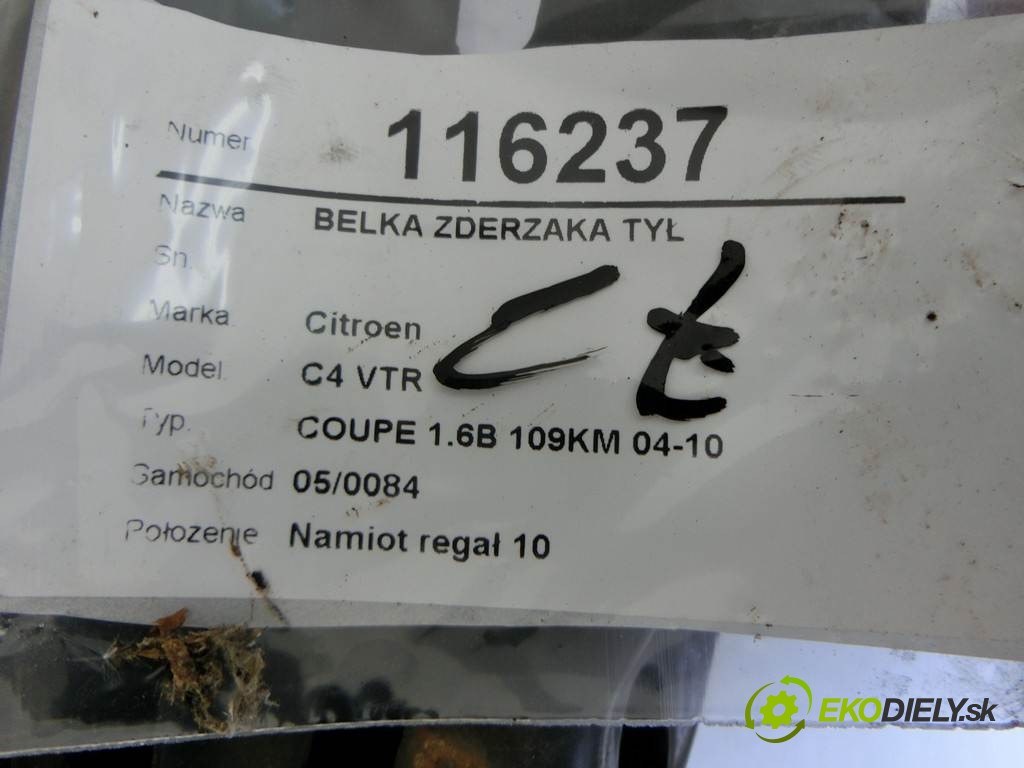 Numer 116237
Nazwa BELKA ZDERZAKA TYŁ
Sn.
Marka Citroen
Model C4 VTR
Typ. COUPE 1.6B 109KM 04-10
Samochód 05/0084
Położenie Namiot regał 10
EKODIELY.sk